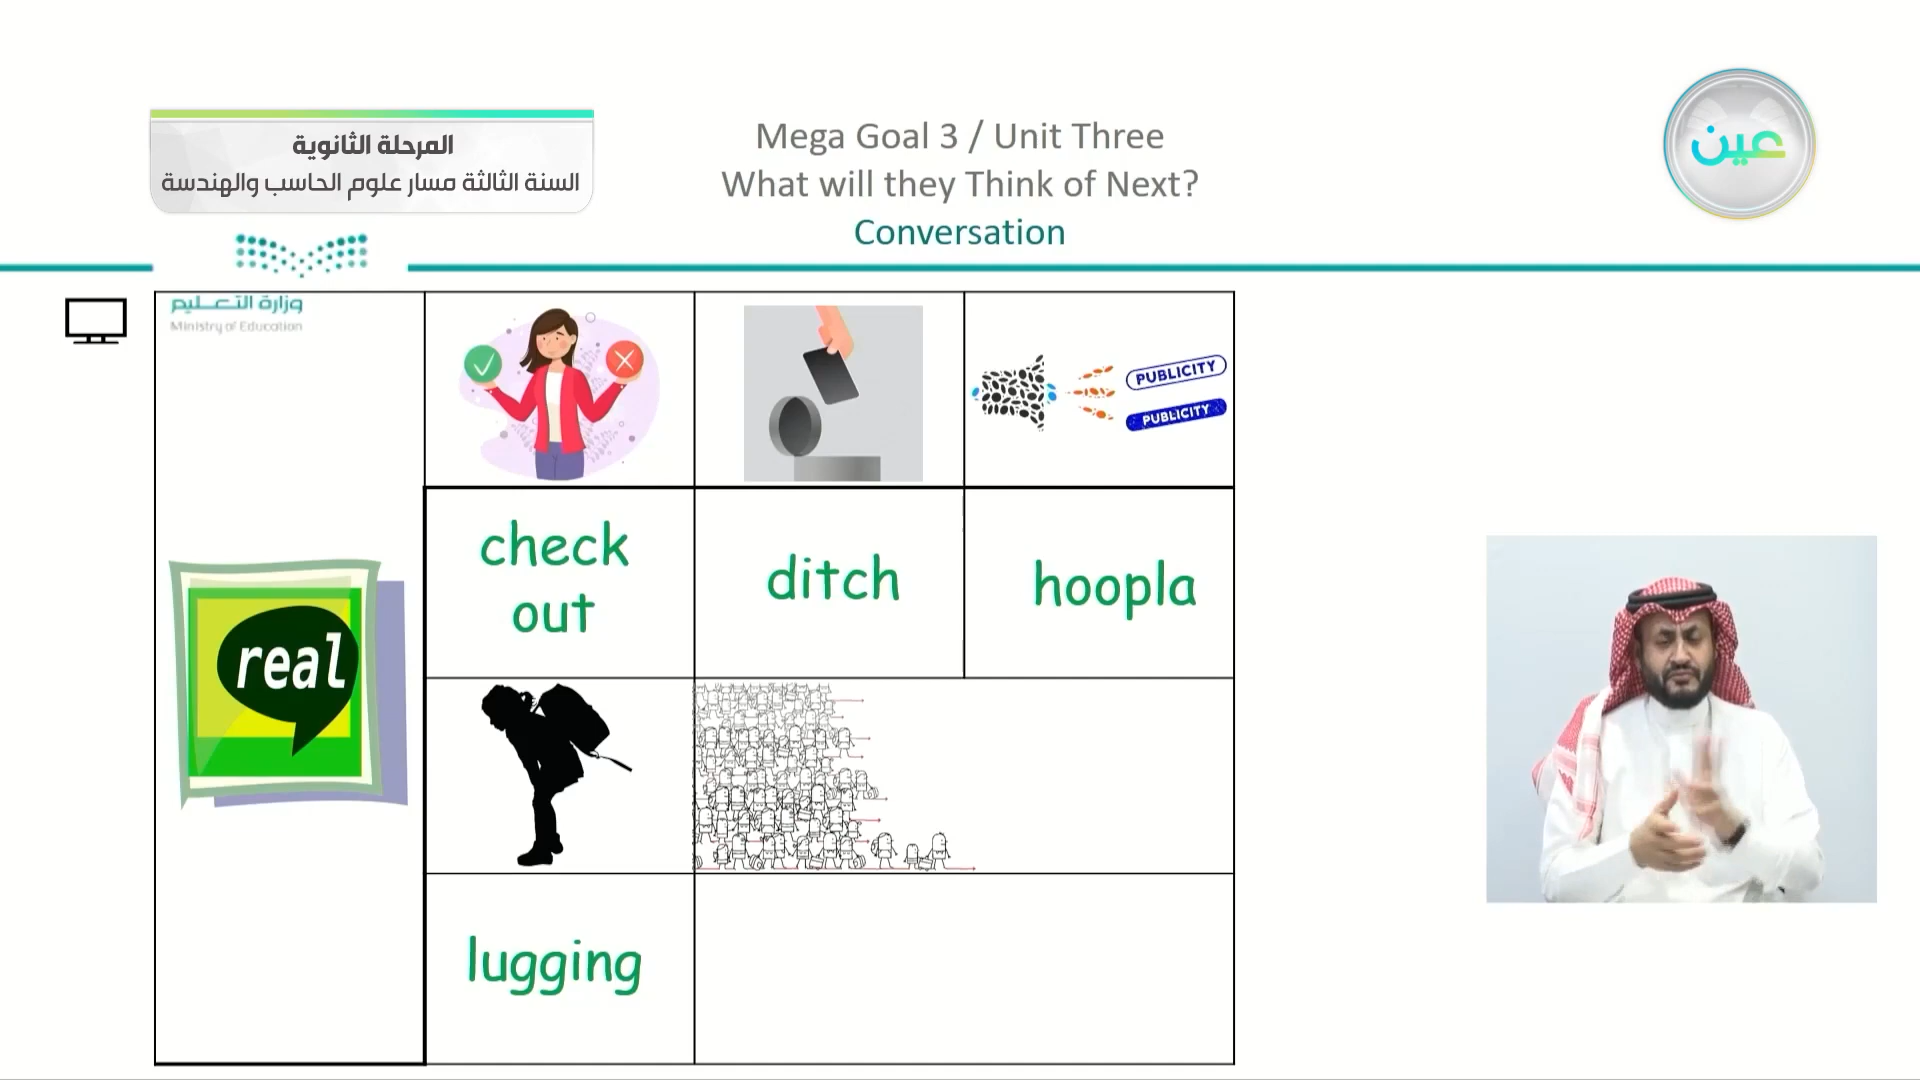 المرحلة الثانوية
السنة الثالثة مسار علوم الحاسب والهندسة
Mega Goal 3 / Unit Three
What will they Think of Next?
Conversation
عين
وزارة التعليم
Ministry of Education
PUBLICITY
PUBLICITY
check
out
ditch
hoopla
real
lugging